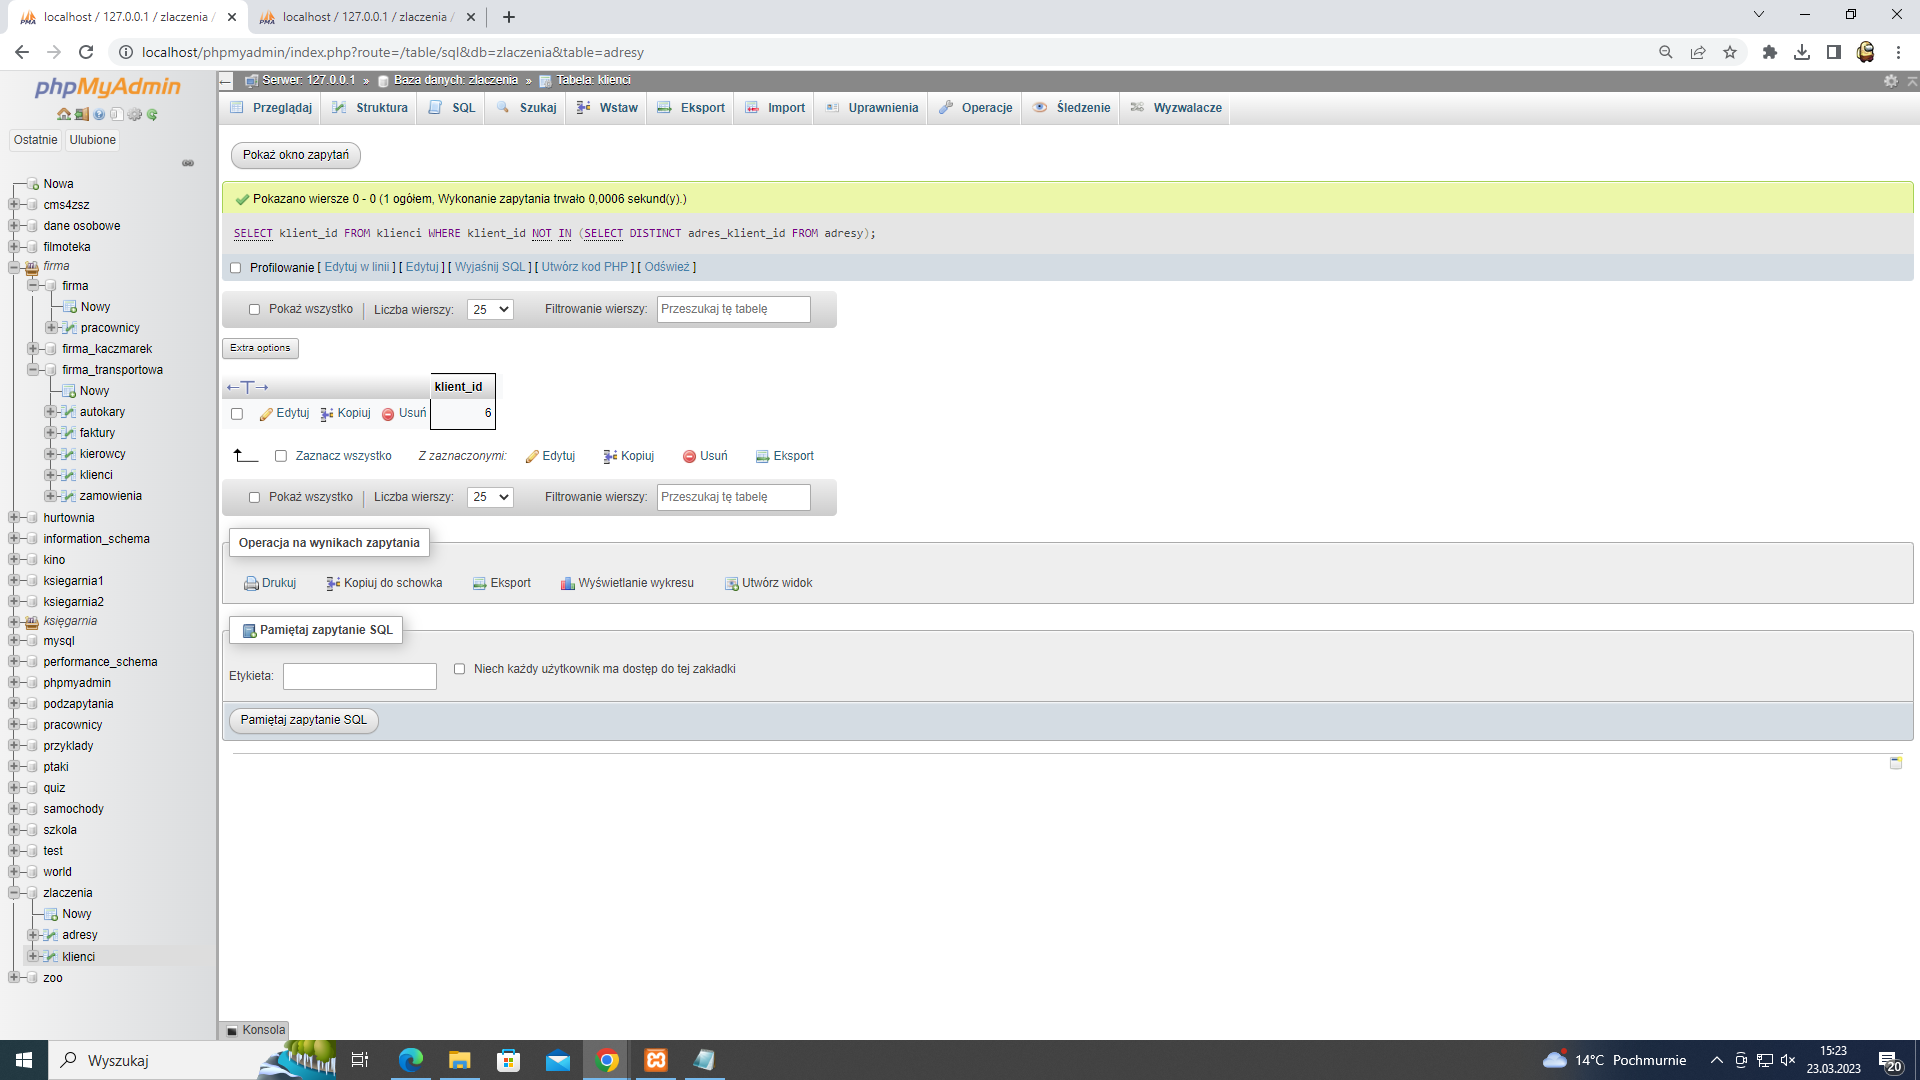 localhost / 127.0.0.1 / zlaczenia /
localhost / 127.0.0.1 / zlaczenia /
localhost/phpmyadmin/index.php?route=/table/sql&db=zlaczenia&table=adresy
phpMyAdmin
Ostatnie Ulubione
Nowa
cms4zsz
dane osobowe
filmoteka
firma
firma
Nowy
pracownicy
firma_kaczmarek
firma_transportowa
Nowy
autokary
faktury
kierowcy
klienci
zamowienia
hurtownia
information_schema
kino
ksiegarnia1
ksiegarnia2
księgarnia
mysql
performance_schema
phpmyadmin
podzapytania
pracownicy
przyklady
ptaki
quiz
samochody
szkola
test
world
zlaczenia
Nowy
adresy
klienci
zoo
Serwer: 127.0.0.1 » Baza danych: zlaczenia » Tabela: klienci
Przeglądaj Struktura SQL Szukaj Wstaw Eksport Import Uprawnienia Operacje Śledzenie Wyzwalacze
Pokaż okno zapytań
Pokazano wiersze 0 - 0 (1 ogółem, Wykonanie zapytania trwało 0,0006 sekund(y).)
SELECT klient_id FROM klienci WHERE klient_id NOT IN (SELECT DISTINCT adres_klient_id FROM adresy);
Profilowanie [ Edytuj w linii ] [ Edytuj ] [ Wyjaśnij SQL ] [ Utwórz kod PHP ] [ Odśwież ]
Pokaż wszystko Liczba wierszy: 25 Filtrowanie wierszy: Przeszukaj tę tabelę
Extra options
←T→ klient_id
Edytuj Kopiuj Usuń 6
Zaznacz wszystko Z zaznaczonymi: Edytuj Kopiuj Usuń Eksport
Pokaż wszystko Liczba wierszy: 25 Filtrowanie wierszy: Przeszukaj tę tabelę
Operacja na wynikach zapytania
Drukuj Kopiuj do schowka Eksport Wyświetlanie wykresu Utwórz widok
Pamiętaj zapytanie SQL
Etykieta: Niech każdy użytkownik ma dostęp do tej zakładki
Pamiętaj zapytanie SQL
Konsola
Wyszukaj
14°C Pochmurnie
15:23
23.03.2023
20